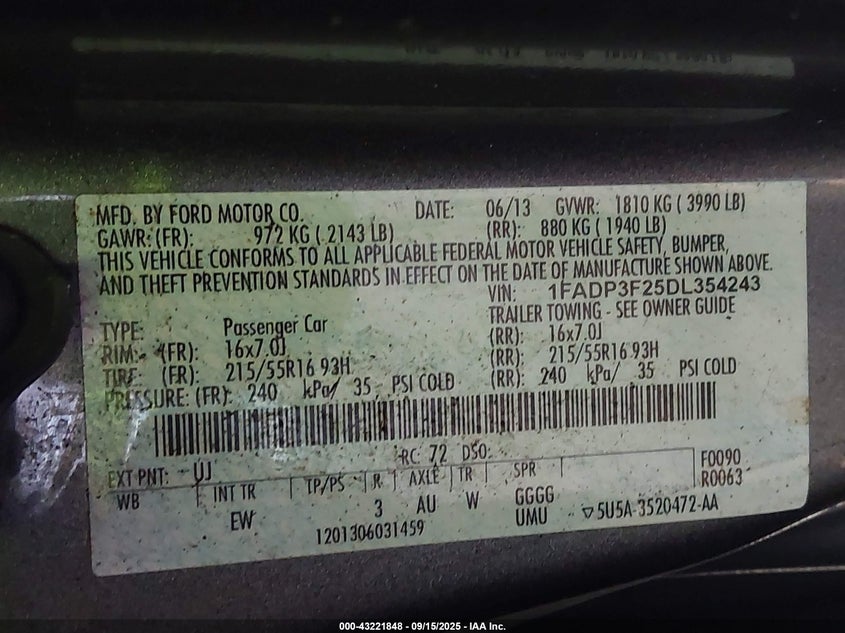 MFD. BY FORD MOTOR CO. DATE: 06/13 GVWR: 1810 KG ( 3990 LB)
GAWR: (FR): 972 KG ( 2143 LB) (RR): 880 KG ( 1940 LB)
THIS VEHICLE CONFORMS TO ALL APPLICABLE FEDERAL MOTOR VEHICLE SAFETY, BUMPER,
AND THEFT PREVENTION STANDARDS IN EFFECT ON THE DATE OF MANUFACTURE SHOWN ABOVE.
VIN: 1FADP3F25DL354243
TRAILER TOWING - SEE OWNER GUIDE
TYPE: Passenger Car
RIM: (FR): 16x7.0J (RR): 16x7.0J
TIRE (FR): 215/55R16 93H (RR): 215/55R16 93H
PRESSURE: (FR): 240 kPa/ 35 PSI COLD (RR): 240 kPa/ 35 PSI COLD
RC: 72 DSO:
EXT PNT: UJ F0090
WB INT TR TP/PS R AXLE TR SPR R0063
EW 3 AU W GGGG
UMU
1201306031459 ▽5U5A-3520472-AA
000-43221848 - 09/15/2025 - IAA Inc.